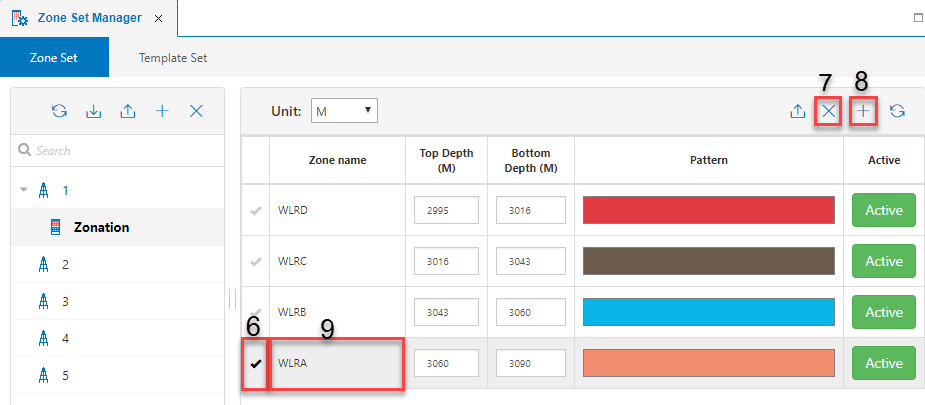 Zone Set Manager ×
Zone Set
Template Set
7
8
Unit: M
Search
Zone name
Top Depth
(M)
Bottom
Depth (M)
Pattern
Active
1
WLRD
2995
3016
Active
Zonation
2
WLRC
3016
3043
Active
3
WLRB
3043
3060
Active
4
6
9
WLRA
3060
3090
Active
5